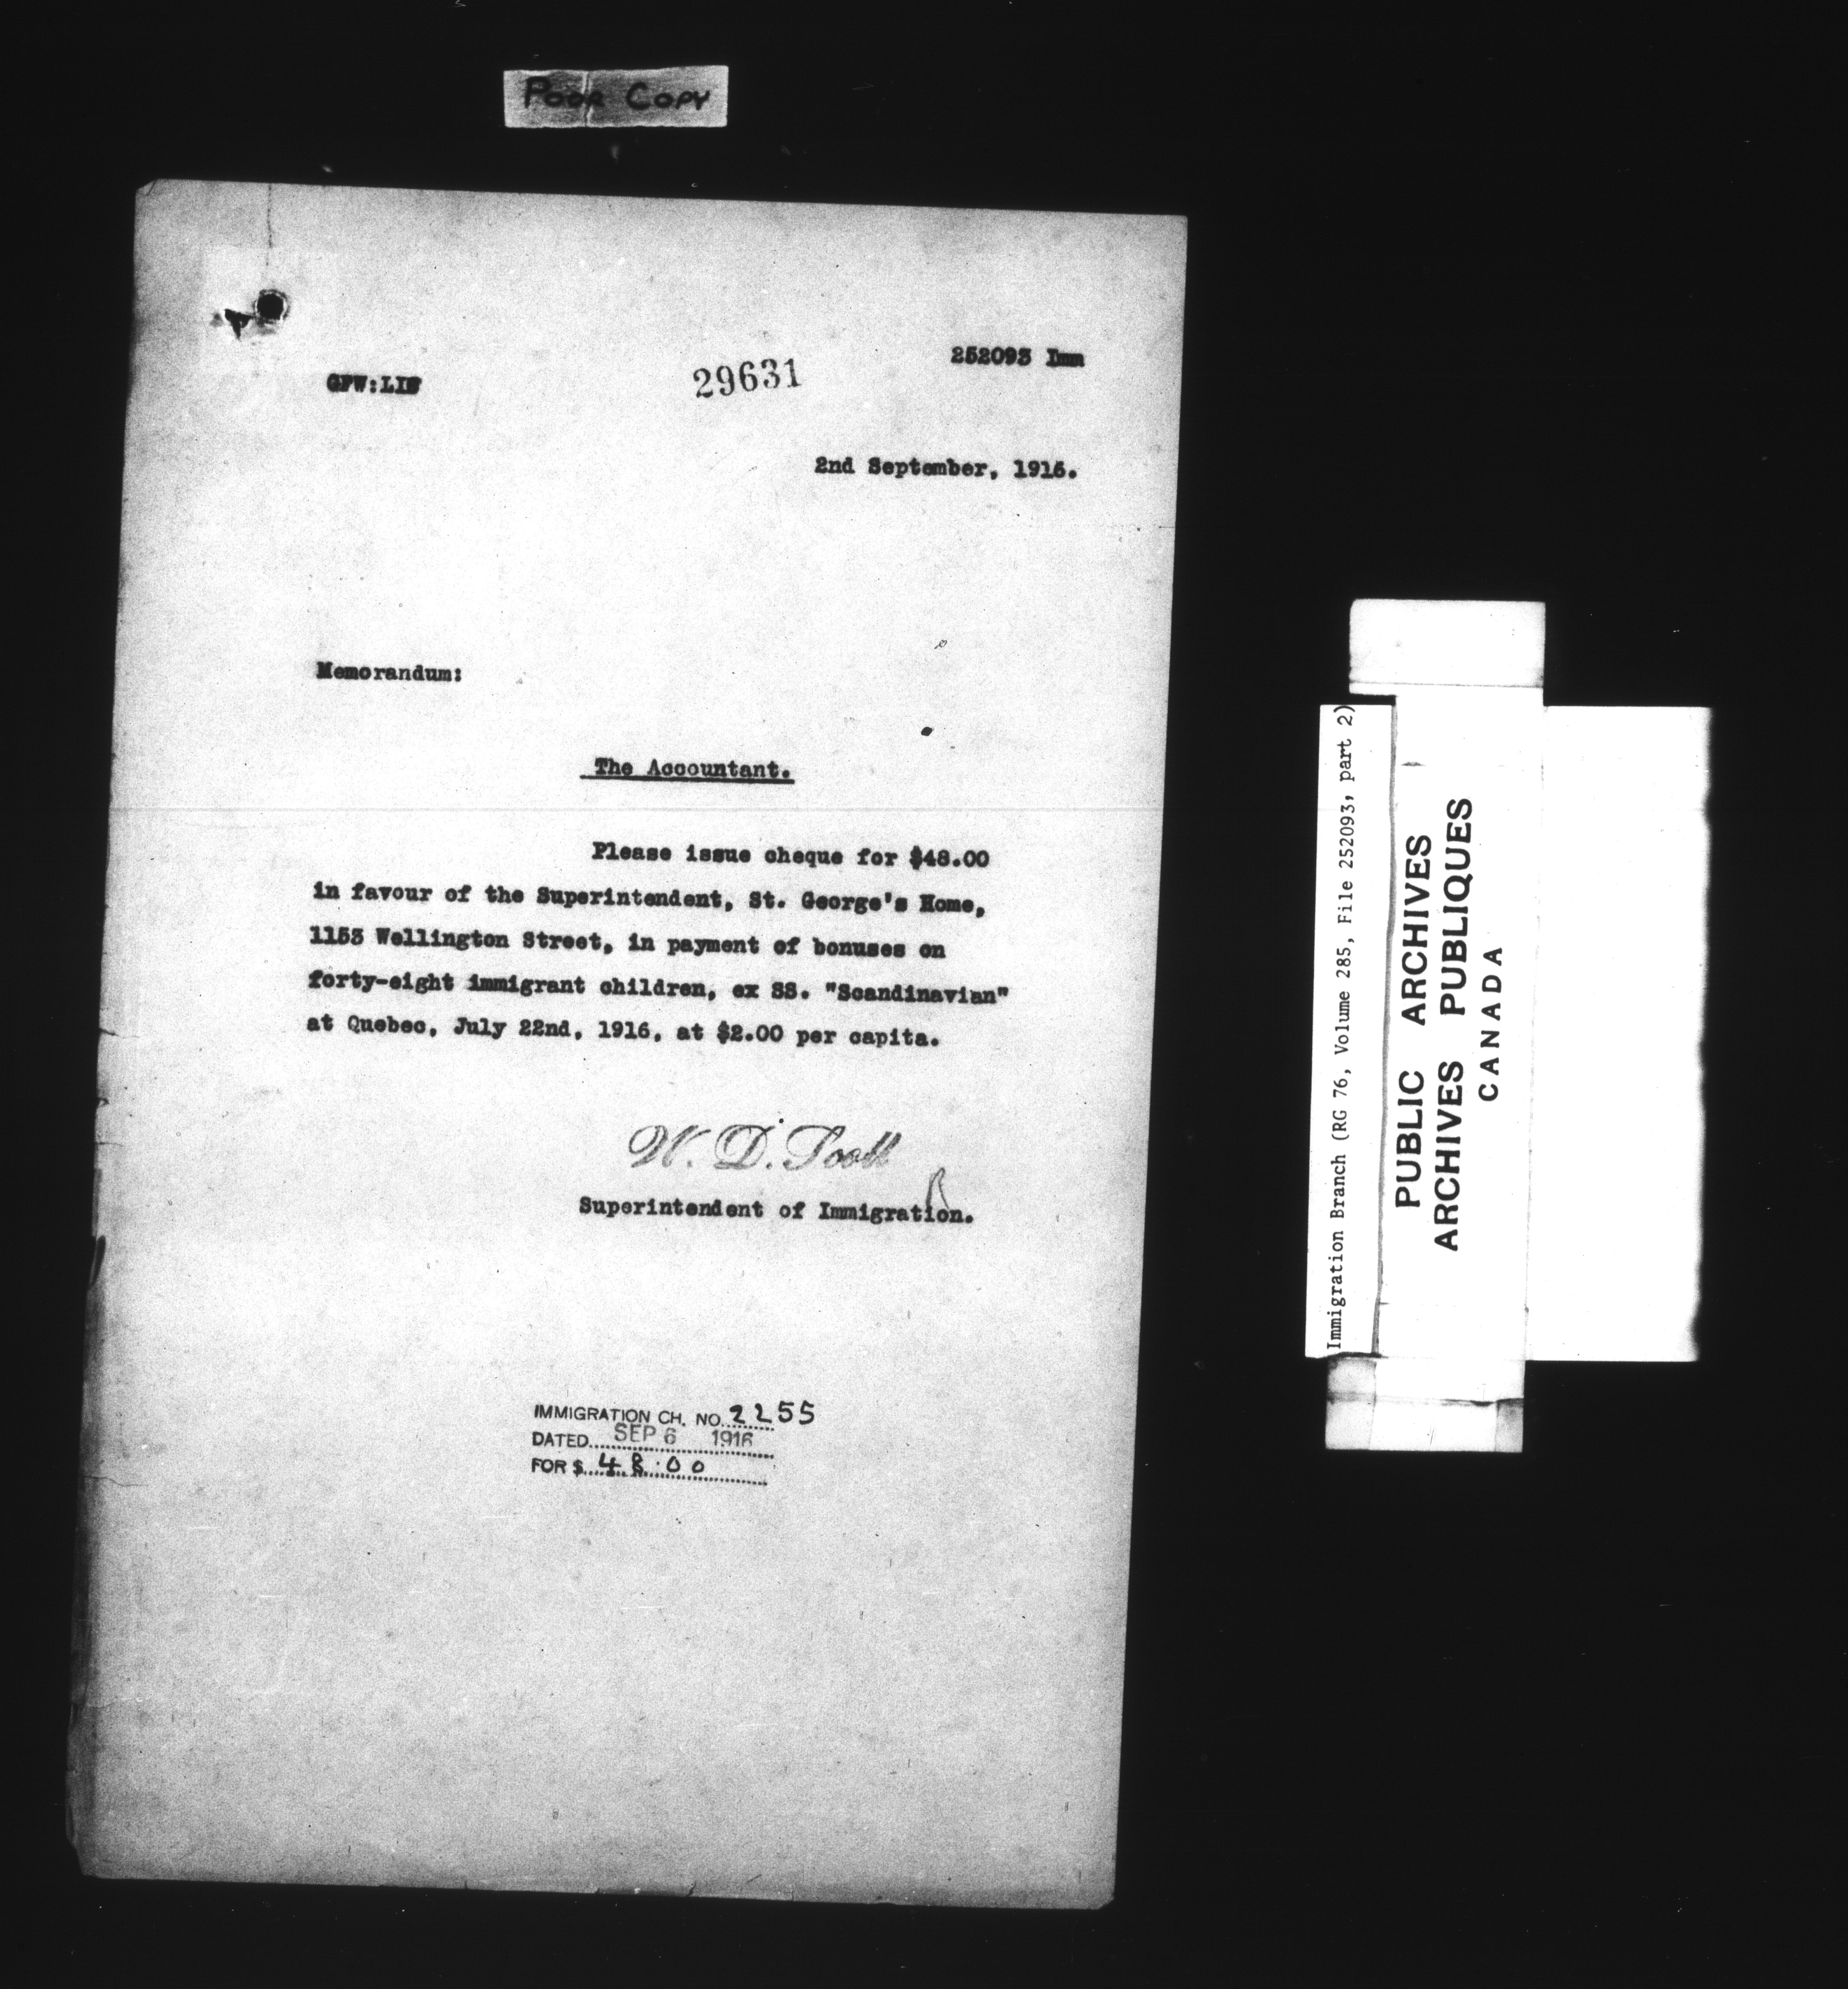 Poor Copy
252093 Imm
GFW:LIS
29631
2nd September, 1916.
Memorandum:
The Accountant.
Please issue cheque for $48.00
in favour of the Superintendent, St. George's Home,
1153 Wellington Street, in payment of bonuses on
forty-eight immigrant children, ex SS. "Scandinavian"
at Quebec, July 22nd, 1916, at $2.00 per capita.
W. D. Scott
Superintendent of Immigration.
IMMIGRATION CH. NO. 2255
DATED SEP 6 1916
FOR $ 48.00
Immigration Branch (RG 76, Volume 285, File 252093, part 2)
PUBLIC ARCHIVES
ARCHIVES PUBLIQUES
CANADA